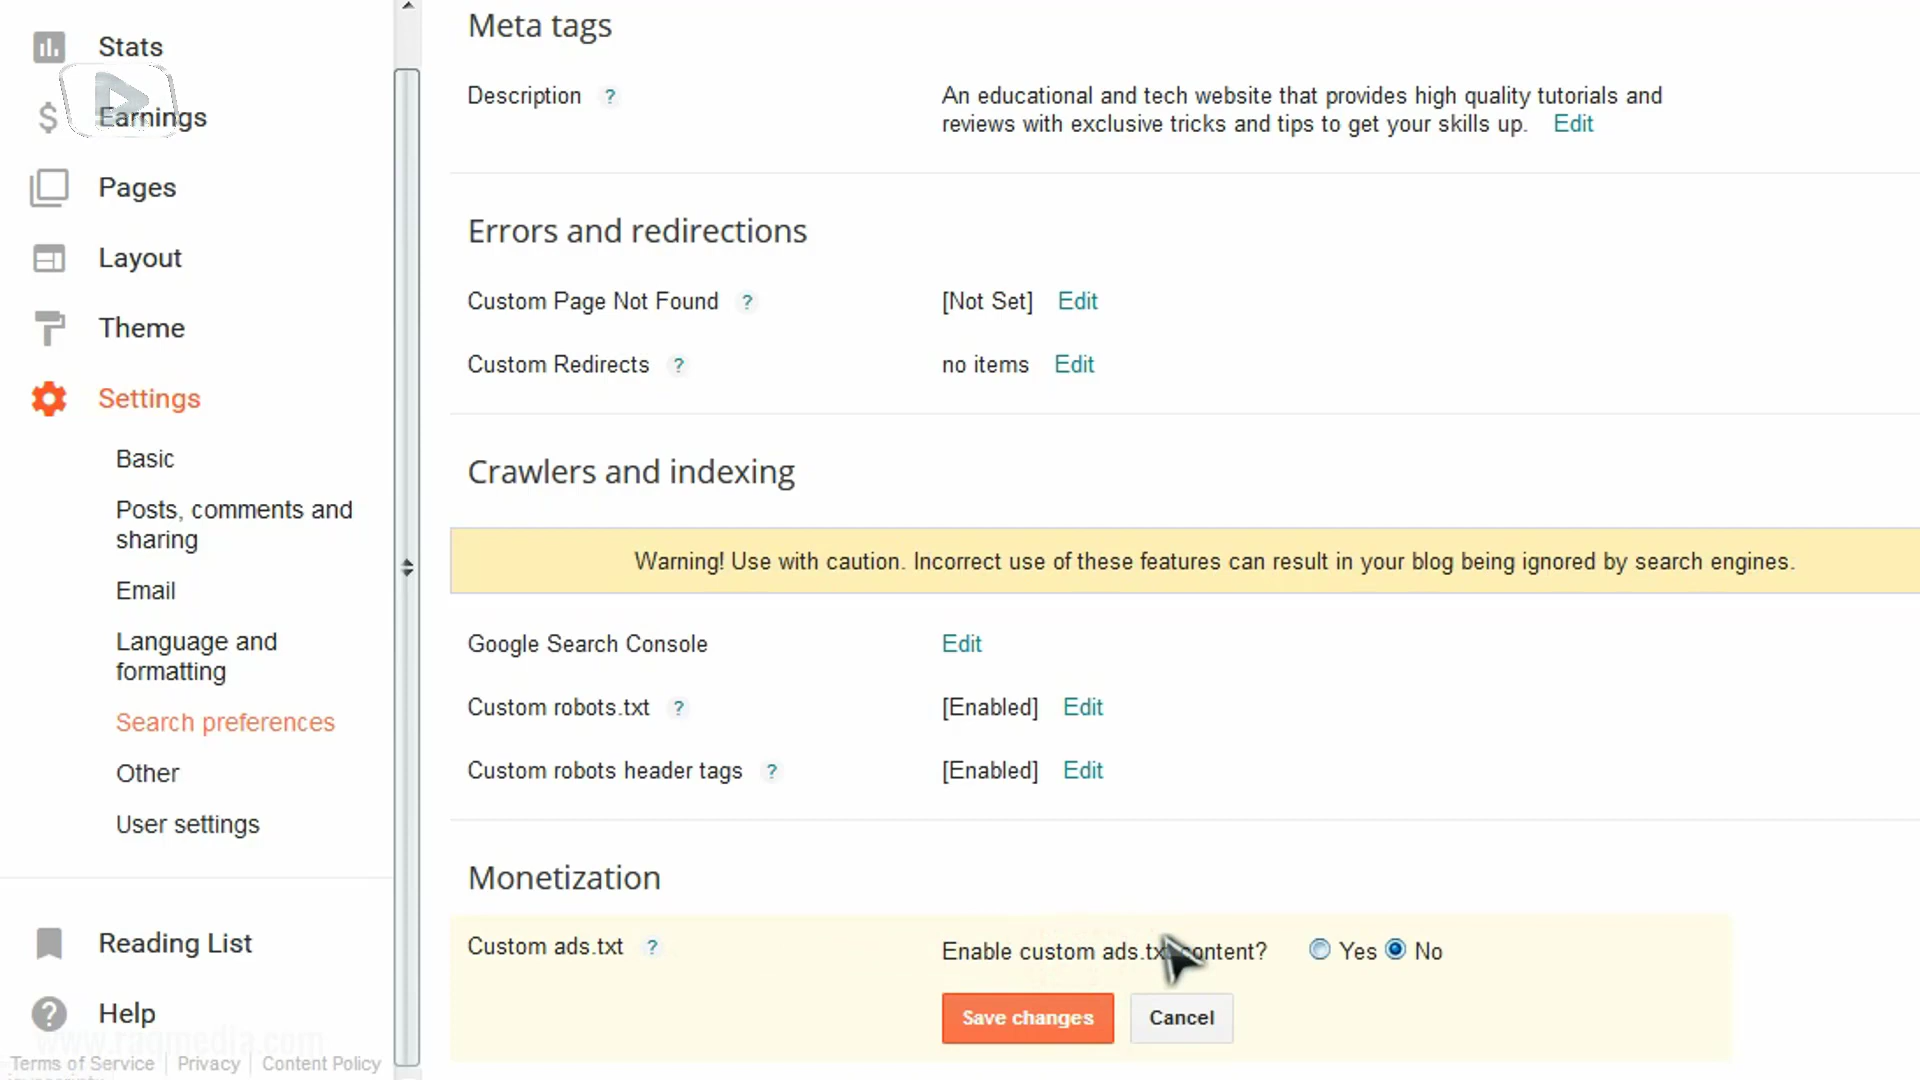 Stats
Earnings
Pages
Layout
Theme
Settings
Basic
Posts, comments and
sharing
Email
Language and
formatting
Search preferences
Other
User settings
Reading List
Help
www.raqmedia.com
Terms of Service
Privacy
Content Policy
Meta tags
Description ?
An educational and tech website that provides high quality tutorials and
reviews with exclusive tricks and tips to get your skills up. Edit
Errors and redirections
Custom Page Not Found ? [Not Set] Edit
Custom Redirects ? no items Edit
Crawlers and indexing
Warning! Use with caution. Incorrect use of these features can result in your blog being ignored by search engines.
Google Search Console Edit
Custom robots.txt ? [Enabled] Edit
Custom robots header tags ? [Enabled] Edit
Monetization
Custom ads.txt ? Enable custom ads.txt content? Yes No
Save changes Cancel